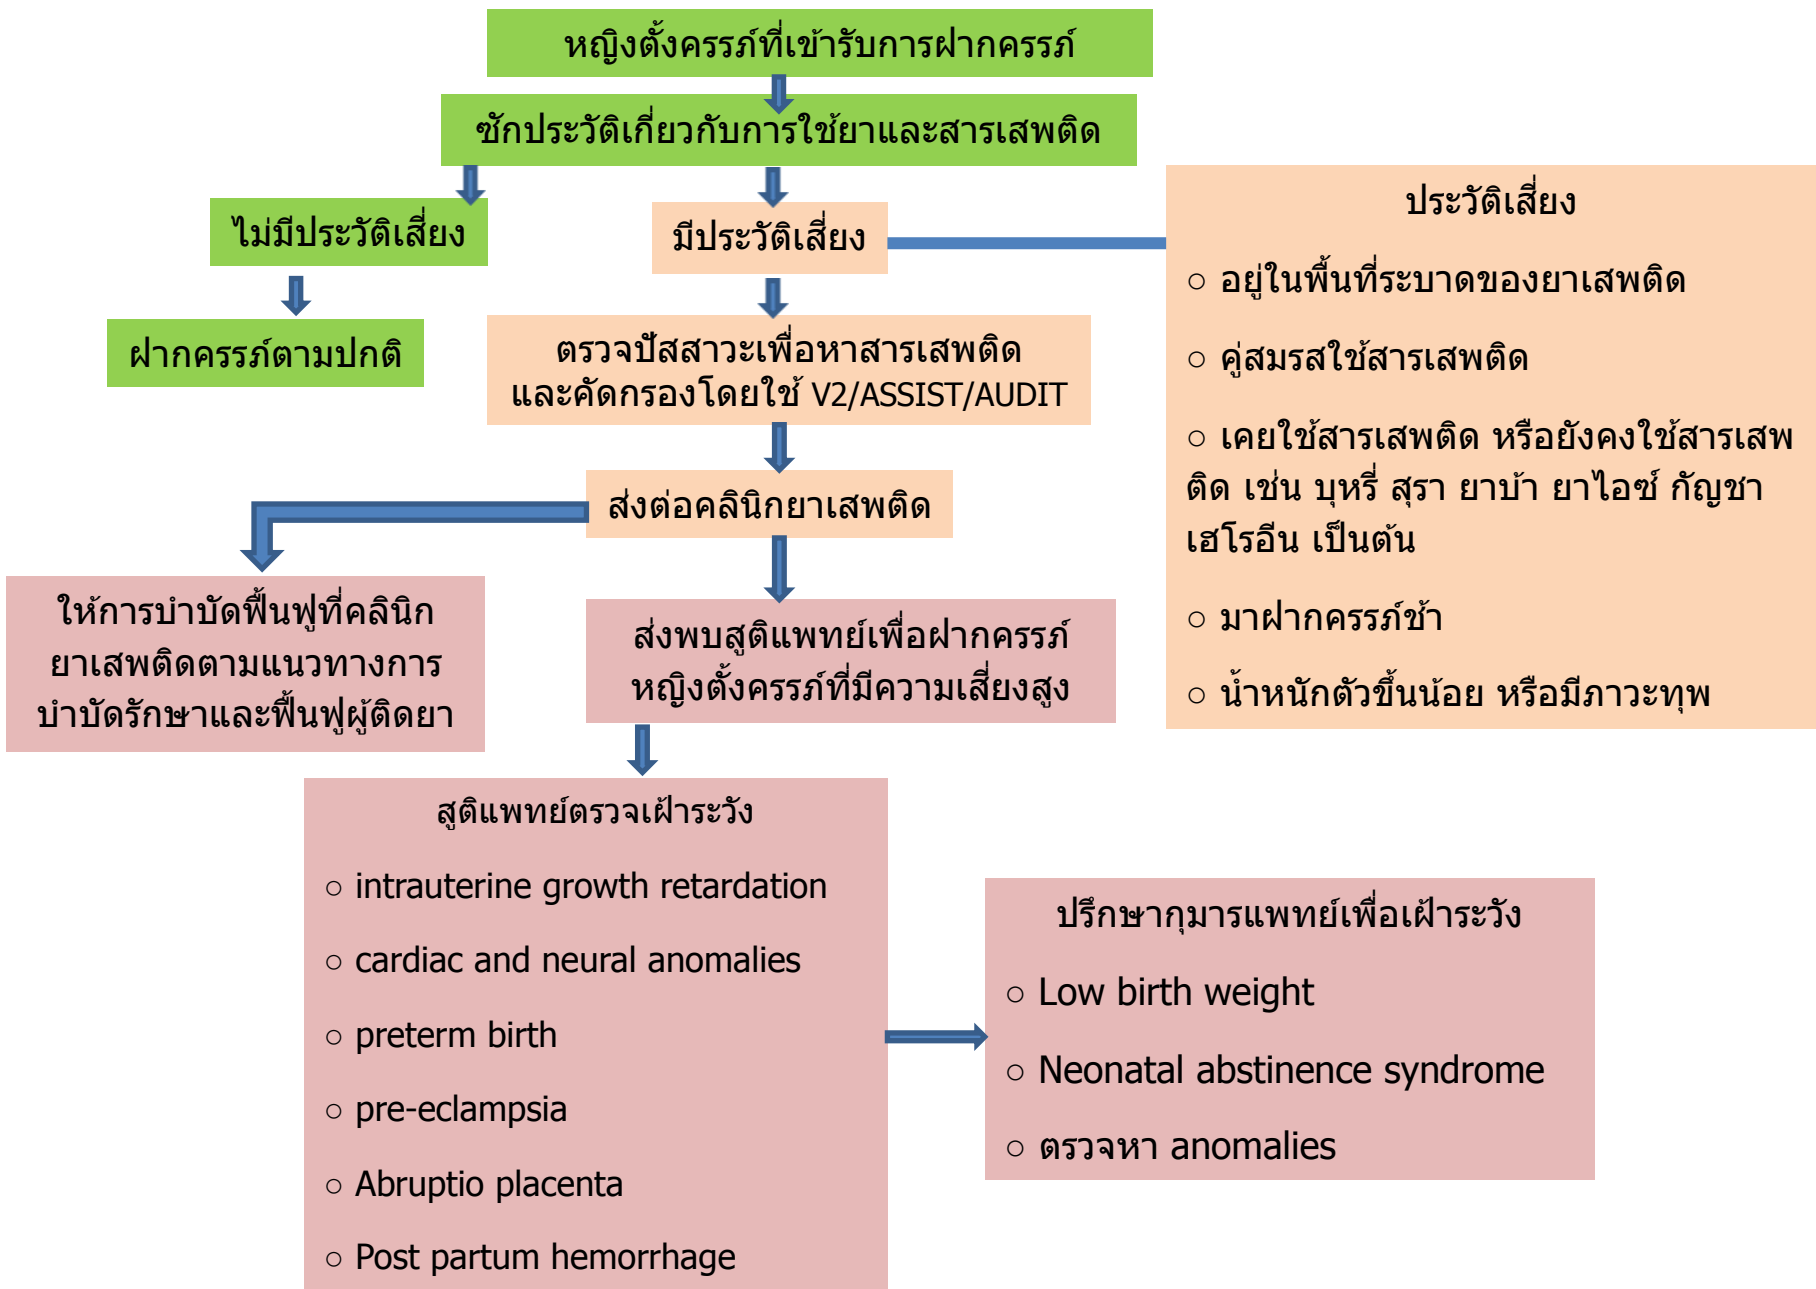 หญิงตั้งครรภ์ที่เข้ารับการฝากครรภ์
ซักประวัติเกี่ยวกับการใช้ยาและสารเสพติด
ไม่มีประวัติเสี่ยง
มีประวัติเสี่ยง
ฝากครรภ์ตามปกติ
ตรวจปัสสาวะเพื่อหาสารเสพติด
และคัดกรองโดยใช้ V2/ASSIST/AUDIT
ส่งต่อคลินิกยาเสพติด
ประวัติเสี่ยง
○ อยู่ในพื้นที่ระบาดของยาเสพติด
○ คู่สมรสใช้สารเสพติด
○ เคยใช้สารเสพติด หรือยังคงใช้สารเสพ
ติด เช่น บุหรี่ สุรา ยาบ้า ยาไอซ์ กัญชา
เฮโรอีน เป็นต้น
○ มาฝากครรภ์ช้า
○ น้ำหนักตัวขึ้นน้อย หรือมีภาวะทุพ
ให้การบำบัดฟื้นฟูที่คลินิก
ยาเสพติดตามแนวทางการ
บำบัดรักษาและฟื้นฟูผู้ติดยา
ส่งพบสูติแพทย์เพื่อฝากครรภ์
หญิงตั้งครรภ์ที่มีความเสี่ยงสูง
สูติแพทย์ตรวจเฝ้าระวัง
○ intrauterine growth retardation
○ cardiac and neural anomalies
○ preterm birth
○ pre-eclampsia
○ Abruptio placenta
○ Post partum hemorrhage
ปรึกษากุมารแพทย์เพื่อเฝ้าระวัง
○ Low birth weight
○ Neonatal abstinence syndrome
○ ตรวจหา anomalies